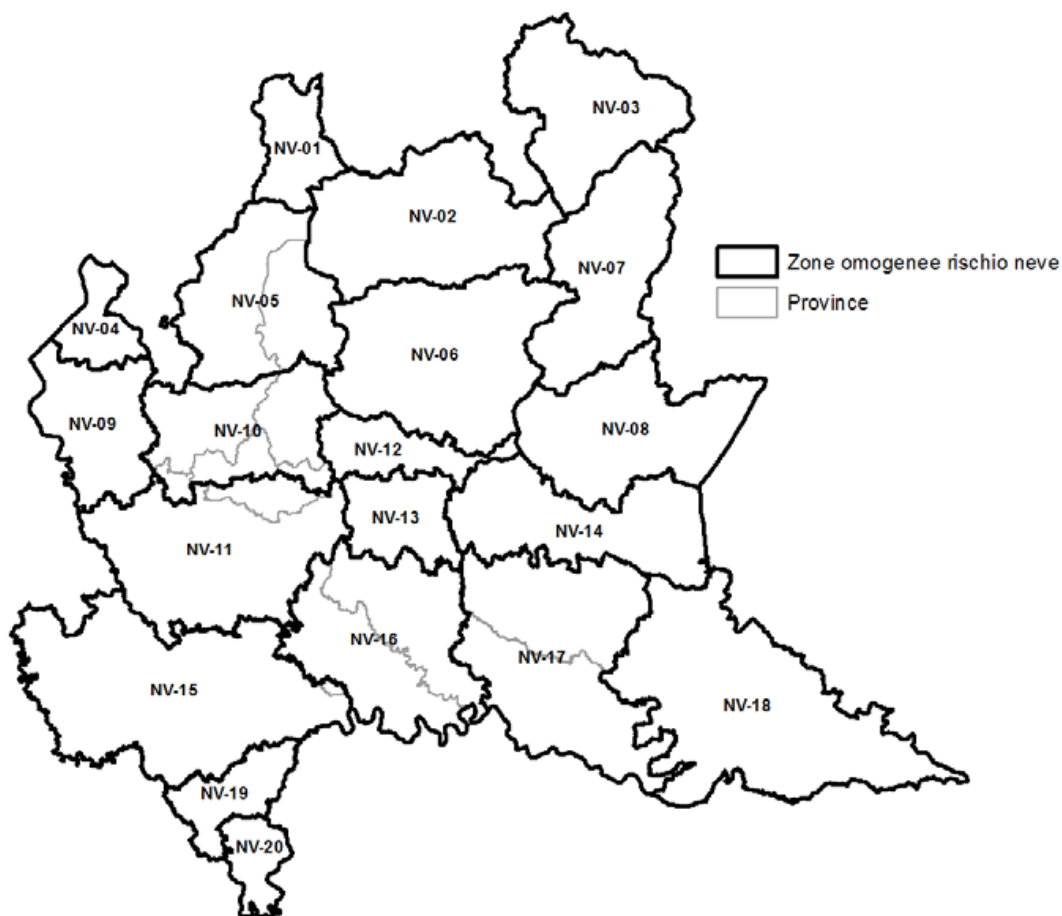 NV-03
NV-01
NV-02
NV-07
Zone omogenee rischio neve
Province
NV-05
NV-04
NV-06
NV-09
NV-10
NV-08
NV-12
NV-13
NV-14
NV-11
NV-16
NV-17
NV-15
NV-18
NV-19
NV-20